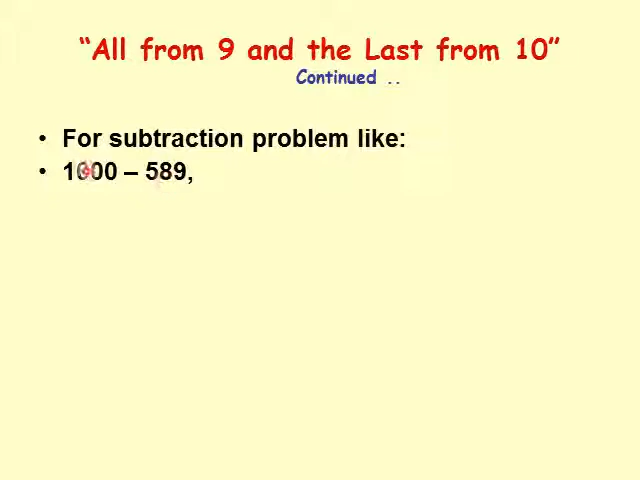 “All from 9 and the Last from 10”
Continued ..
• For subtraction problem like:
• 1000 – 589,